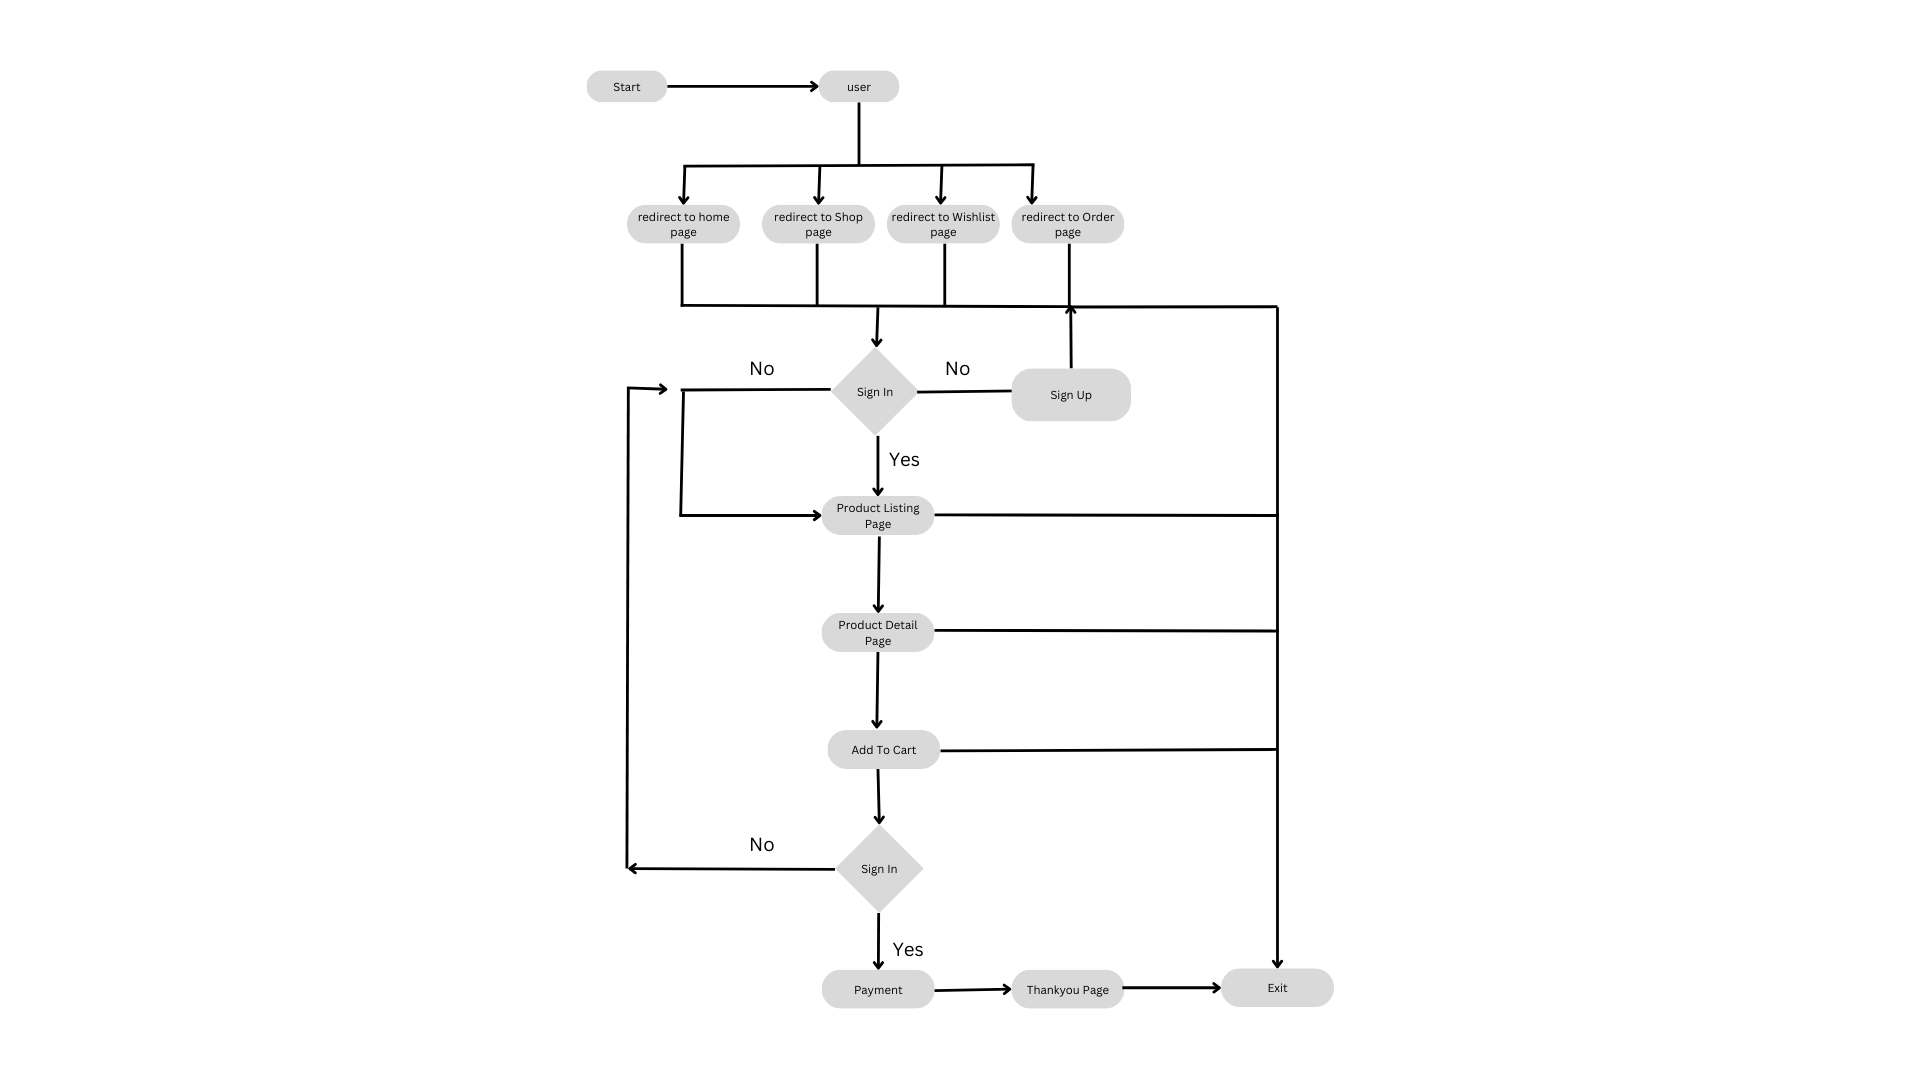 Start
user
redirect to home
page
redirect to Shop
page
redirect to Wishlist
page
redirect to Order
page
No
Sign In
No
Sign Up
Yes
Product Listing
Page
Product Detail
Page
Add To Cart
No
Sign In
Yes
Payment
Thankyou Page
Exit